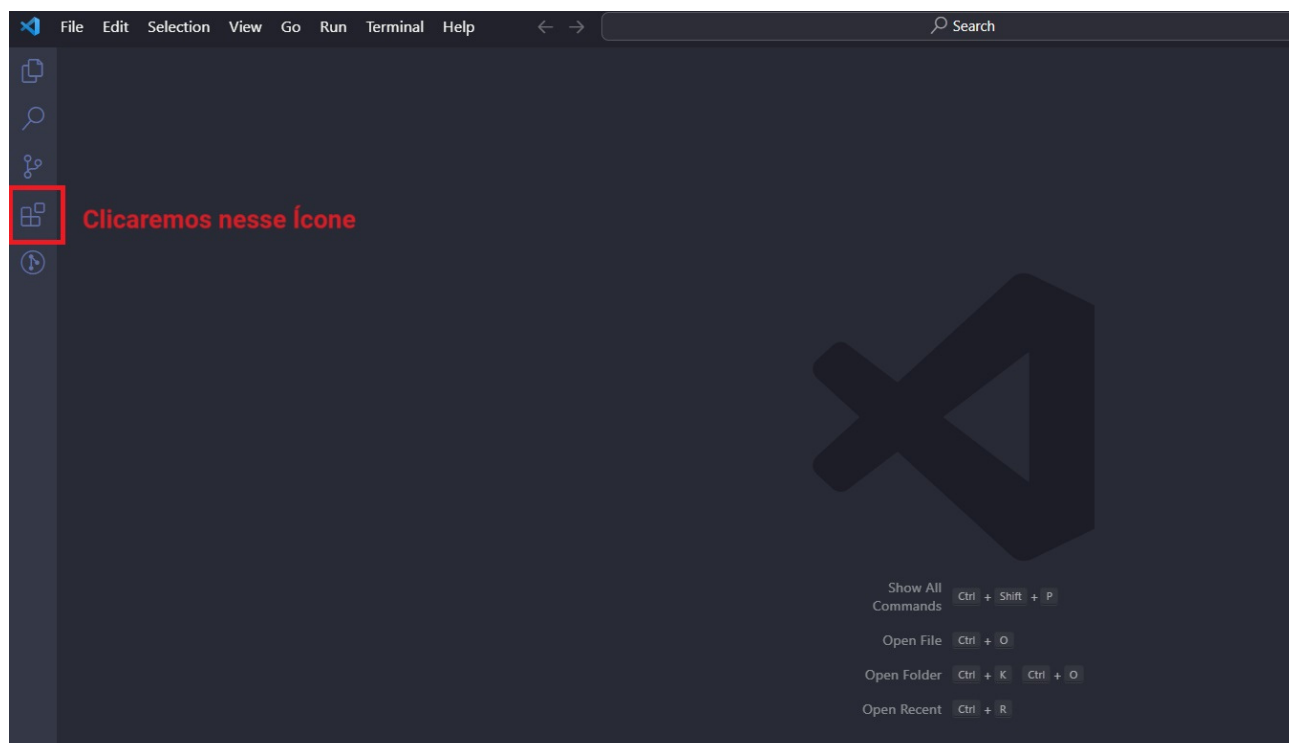 File Edit Selection View Go Run Terminal Help
Search
Clicaremos nesse Ícone
Show All
Commands Ctrl + Shift + P
Open File Ctrl + O
Open Folder Ctrl + K Ctrl + O
Open Recent Ctrl + R